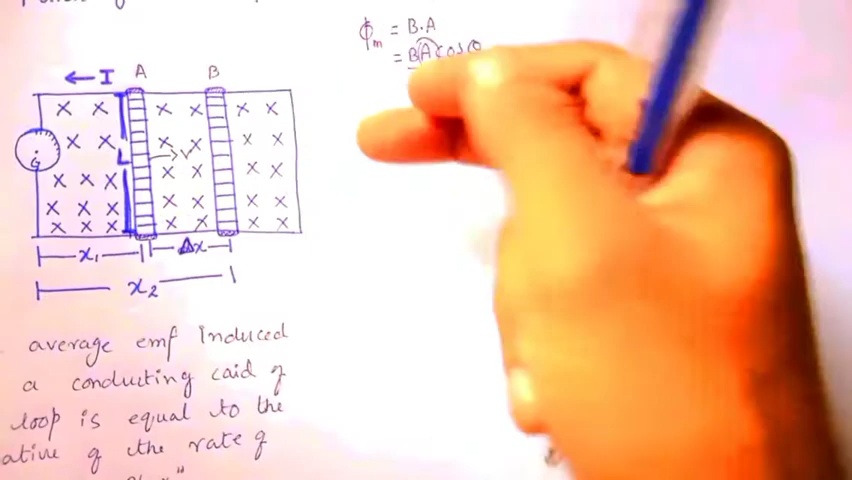 ϕm = B.A
= BA cos θ
← I A B
G
L
→ v
x₁ Δx
x₂
average emf induced
a conducting coid of
loop is equal to the
ative of the rate of